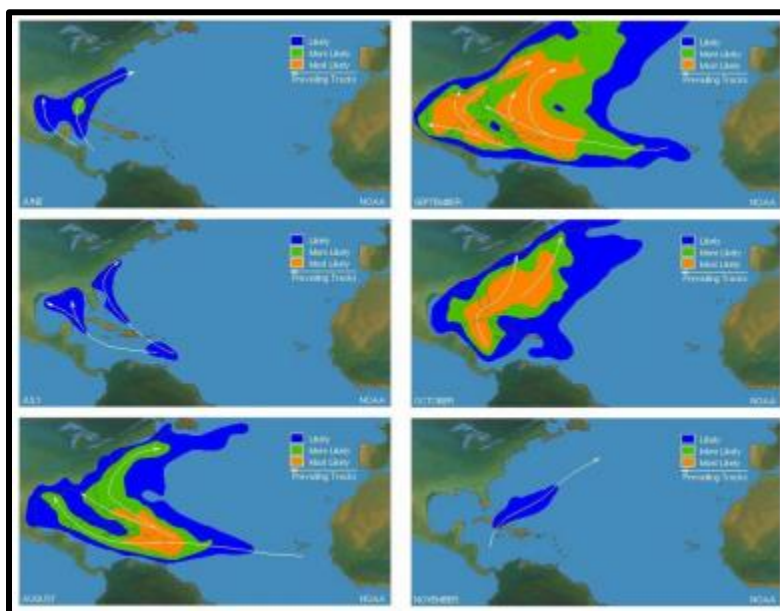 Likely
More Likely
Most Likely
Prevailing Tracks
JUNE
NOAA
Likely
More Likely
Most Likely
Prevailing Tracks
SEPTEMBER
NOAA
Likely
More Likely
Most Likely
Prevailing Tracks
JULY
NOAA
Likely
More Likely
Most Likely
Prevailing Tracks
OCTOBER
NOAA
Likely
More Likely
Most Likely
Prevailing Tracks
AUGUST
NOAA
Likely
More Likely
Most Likely
Prevailing Tracks
NOVEMBER
NOAA